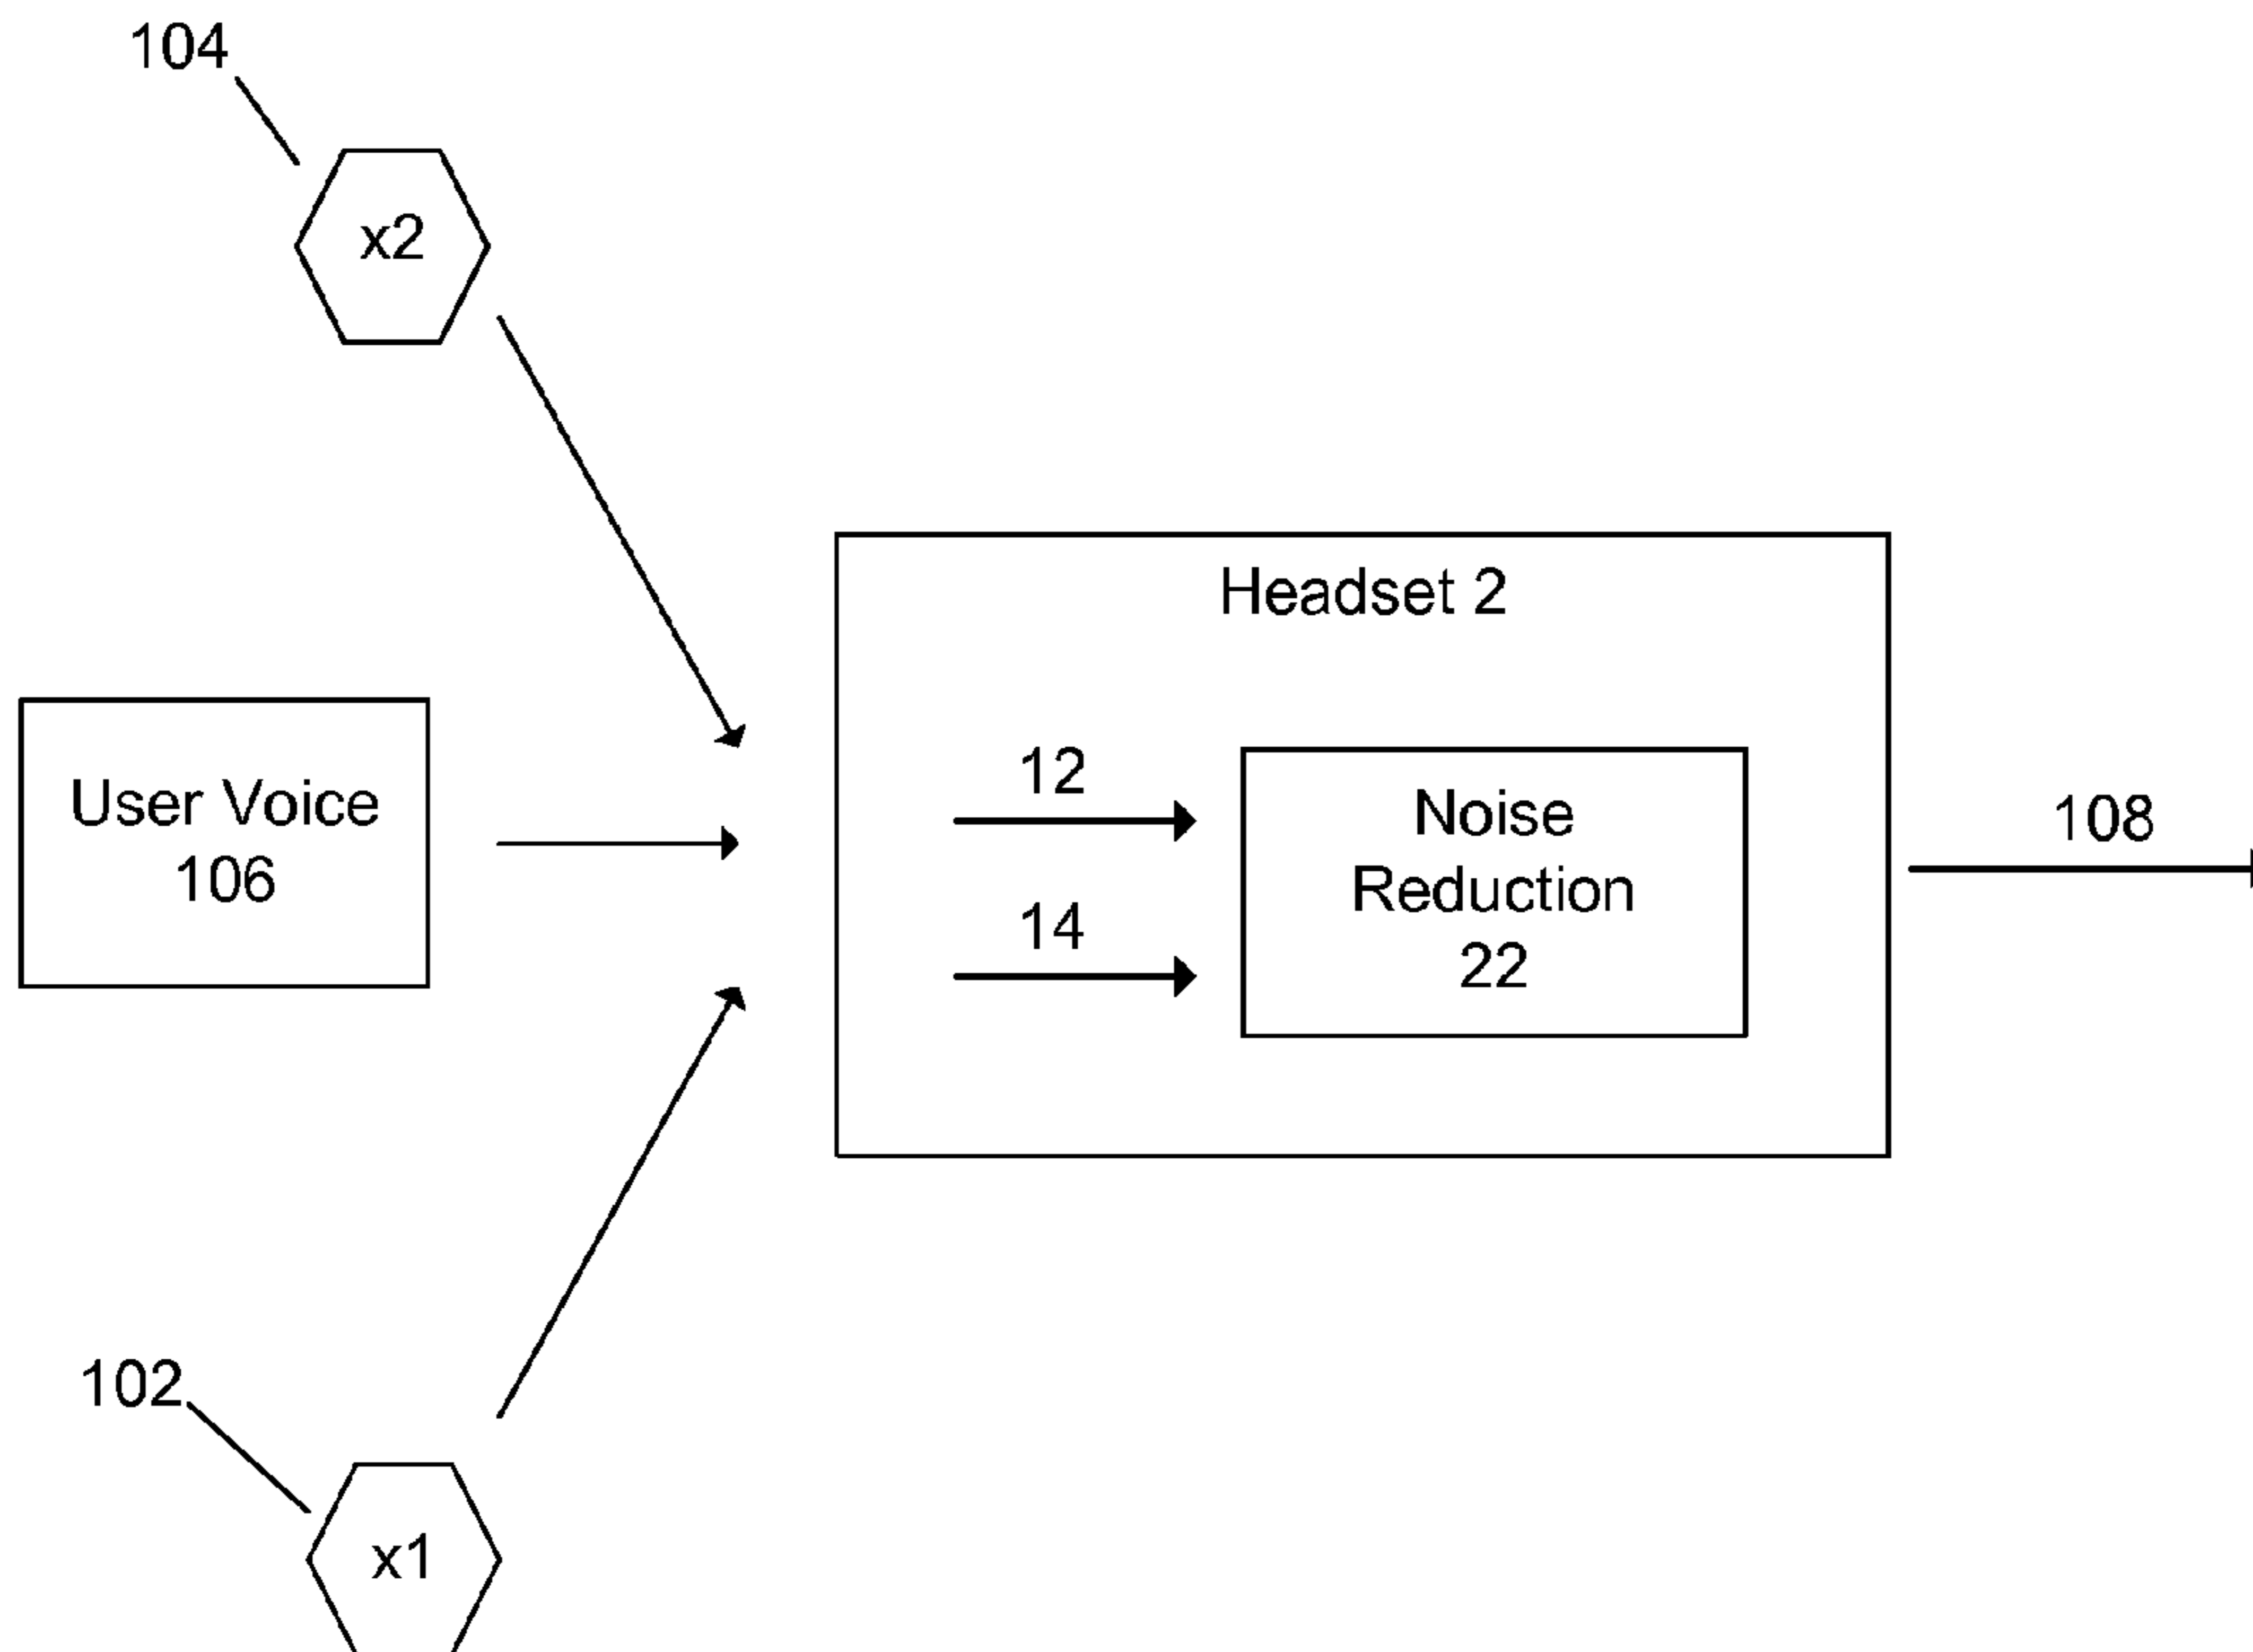 104
x2
Headset 2
User Voice
106
12
14
Noise
Reduction
22
108
102
x1